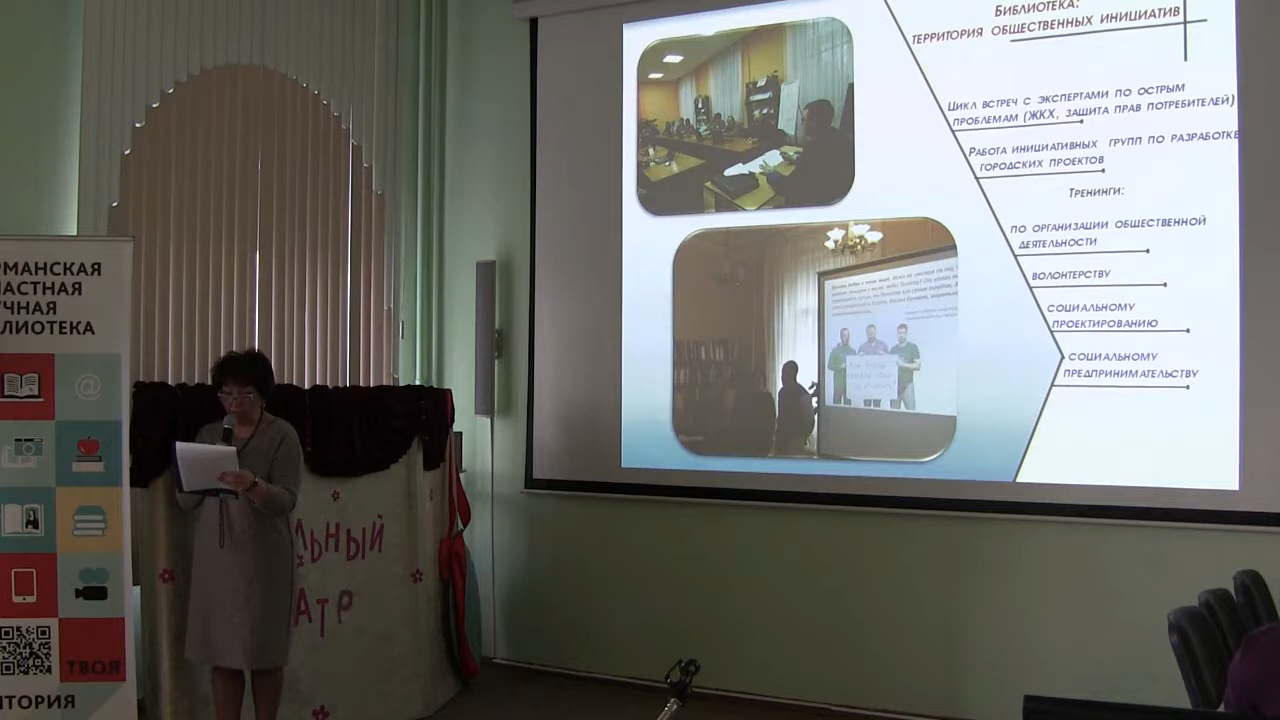 БИБЛИОТЕКА:
ТЕРРИТОРИЯ ОБЩЕСТВЕННЫХ ИНИЦИАТИВ
ЦИКЛ ВСТРЕЧ С ЭКСПЕРТАМИ ПО ОСТРЫМ
ПРОБЛЕМАМ (ЖКХ, ЗАЩИТА ПРАВ ПОТРЕБИТЕЛЕЙ)
РАБОТА ИНИЦИАТИВНЫХ ГРУПП ПО РАЗРАБОТКЕ
ГОРОДСКИХ ПРОЕКТОВ
ТРЕНИНГИ:
ПО ОРГАНИЗАЦИИ ОБЩЕСТВЕННОЙ
ДЕЯТЕЛЬНОСТИ
ВОЛОНТЕРСТВУ
СОЦИАЛЬНОМУ
ПРОЕКТИРОВАНИЮ
СОЦИАЛЬНОМУ
ПРЕДПРИНИМАТЕЛЬСТВУ
РМАНСКАЯ
ЛАСТНАЯ
УЧНАЯ
БЛИОТЕКА
@
ТВОЯ
ИТОРИЯ
ЛЬНЫЙ
АТР